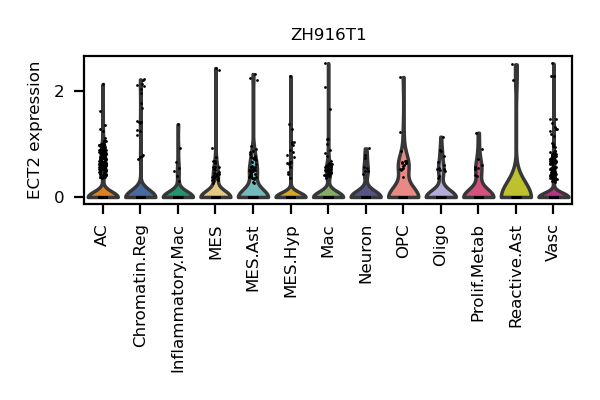 ZH916T1
ECT2 expression
2
0
AC
Chromatin.Reg
Inflammatory.Mac
MES
MES.Ast
MES.Hyp
Mac
Neuron
OPC
Oligo
Prolif.Metab
Reactive.Ast
Vasc